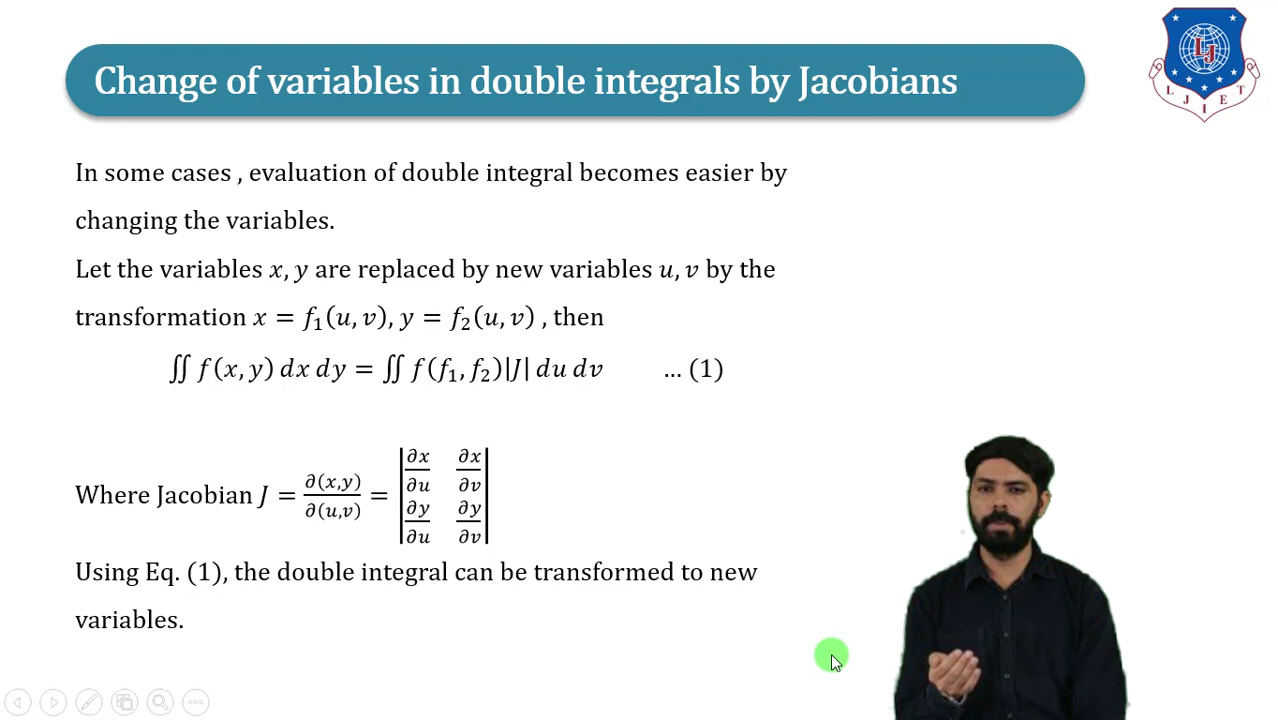 Change of variables in double integrals by Jacobians
LJ
LJIET
In some cases , evaluation of double integral becomes easier by
changing the variables.
Let the variables 𝑥, 𝑦 are replaced by new variables 𝑢, 𝑣 by the
transformation 𝑥 = 𝑓₁(𝑢, 𝑣), 𝑦 = 𝑓₂(𝑢, 𝑣) , then
∬ 𝑓(𝑥, 𝑦) 𝑑𝑥 𝑑𝑦 = ∬ 𝑓(𝑓₁, 𝑓₂)|𝐽| 𝑑𝑢 𝑑𝑣 … (1)
Where Jacobian 𝐽 = ∂(𝑥,𝑦)/∂(𝑢,𝑣) = |∂𝑥/∂𝑢 ∂𝑥/∂𝑣; ∂𝑦/∂𝑢 ∂𝑦/∂𝑣|
Using Eq. (1), the double integral can be transformed to new
variables.